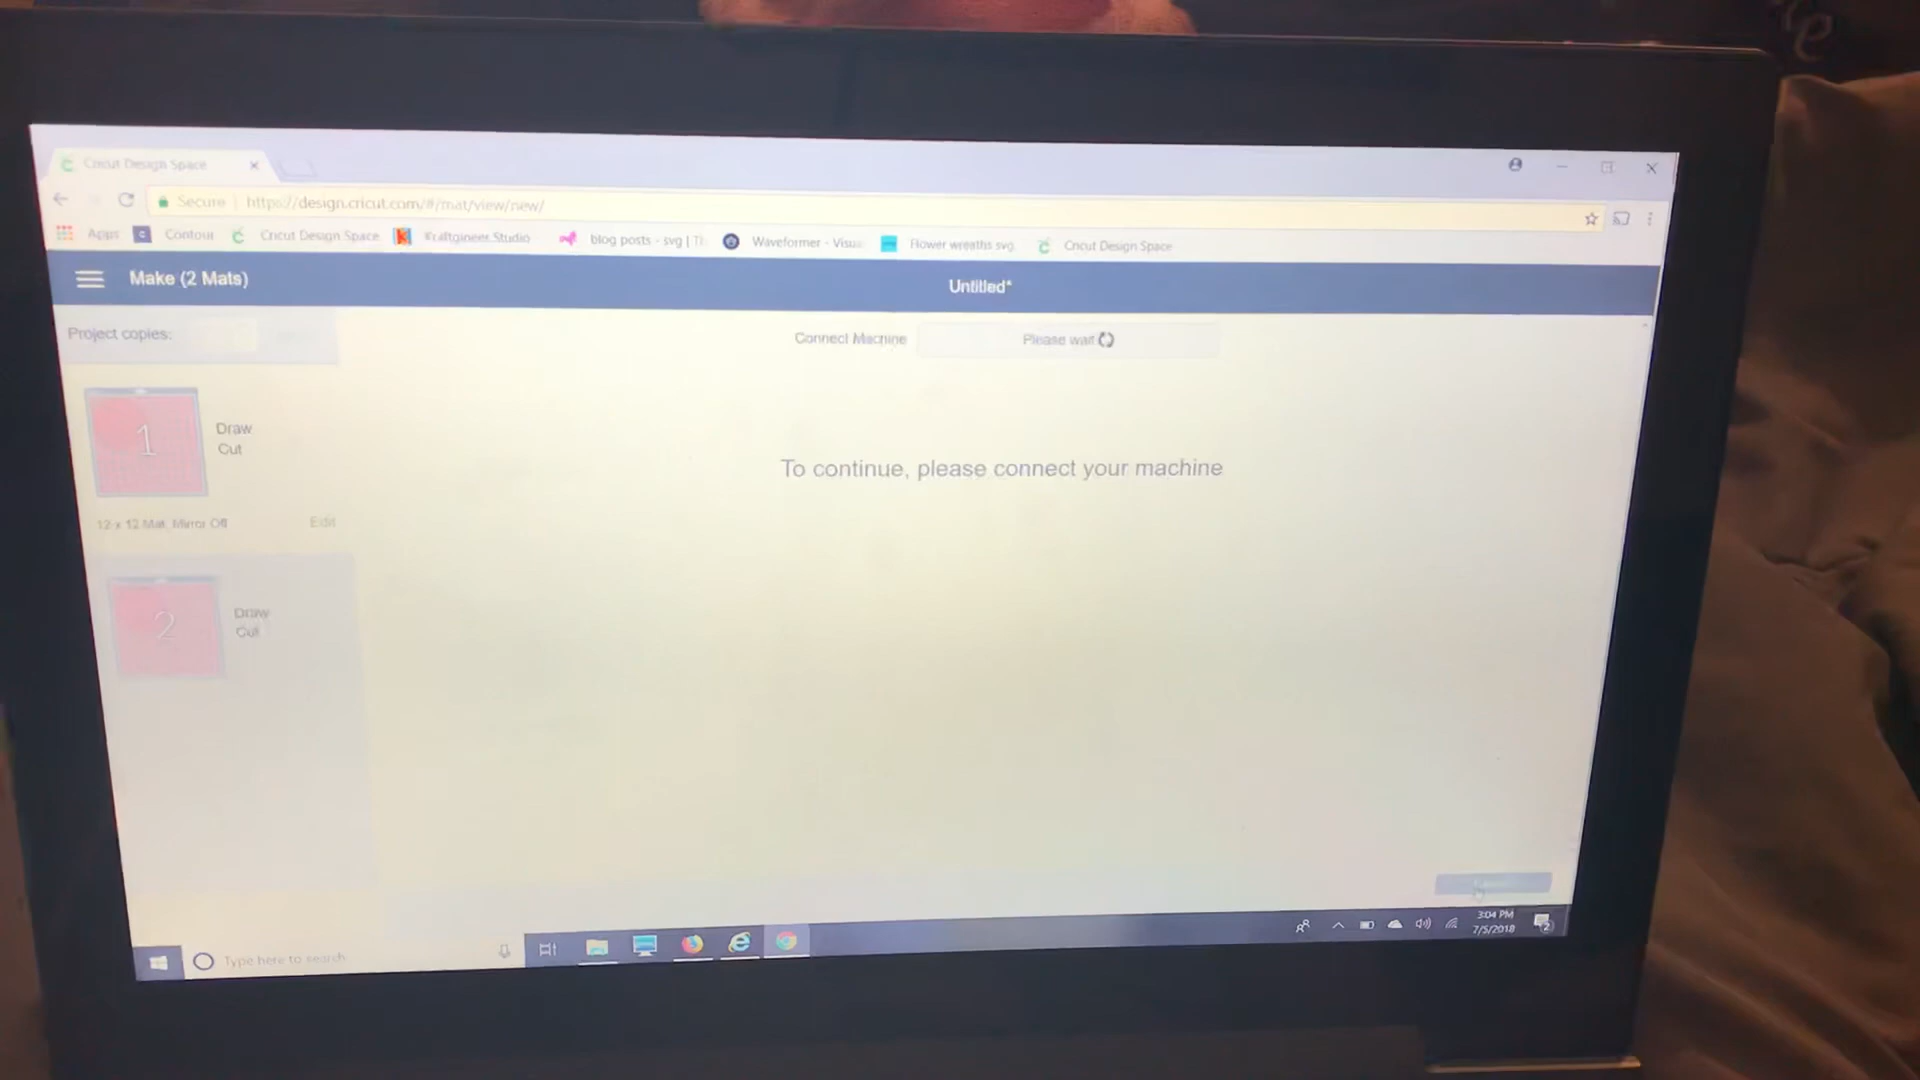 Cricut Design Space
Secure https://design.cricut.com/#/mat/view/new/
Apps Contour Cricut Design Space Kraftgineer Studio blog posts - svg | Th Waveformer - Visua Flower wreaths svg Cricut Design Space
Make (2 Mats) Untitled*
Project copies: Connect Machine Please wait
1 Draw
Cut
To continue, please connect your machine
12 x 12 Mat, Mirror Off Edit
2 Draw
Cut
3:04 PM
7/5/2018
2
Type here to search